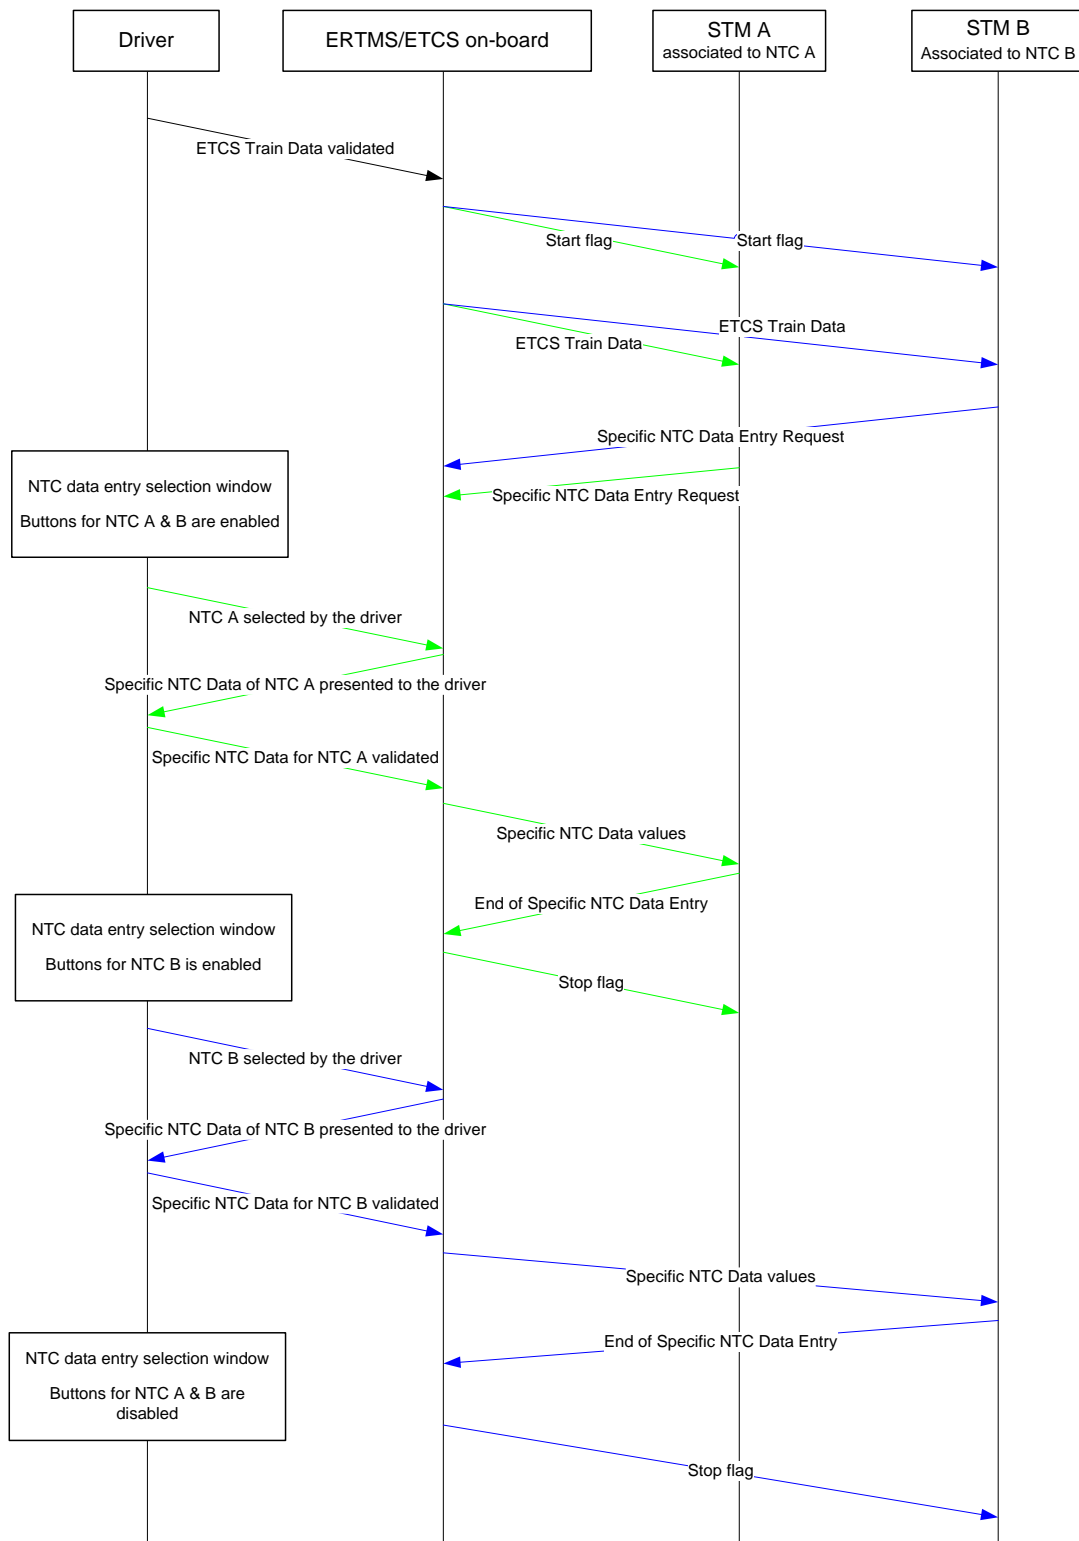 Driver
ERTMS/ETCS on-board
STM A
associated to NTC A
STM B
Associated to NTC B
ETCS Train Data validated
Start flag
Start flag
ETCS Train Data
ETCS Train Data
Specific NTC Data Entry Request
Specific NTC Data Entry Request
NTC data entry selection window
Buttons for NTC A & B are enabled
NTC A selected by the driver
Specific NTC Data of NTC A presented to the driver
Specific NTC Data for NTC A validated
Specific NTC Data values
End of Specific NTC Data Entry
NTC data entry selection window
Buttons for NTC B is enabled
Stop flag
NTC B selected by the driver
Specific NTC Data of NTC B presented to the driver
Specific NTC Data for NTC B validated
Specific NTC Data values
End of Specific NTC Data Entry
NTC data entry selection window
Buttons for NTC A & B are
disabled
Stop flag